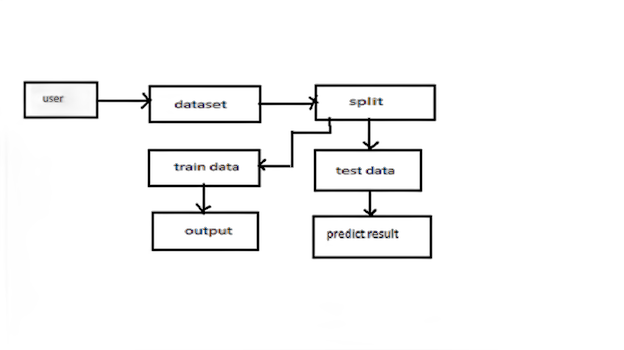 user
dataset
split
train data
test data
output
predict result